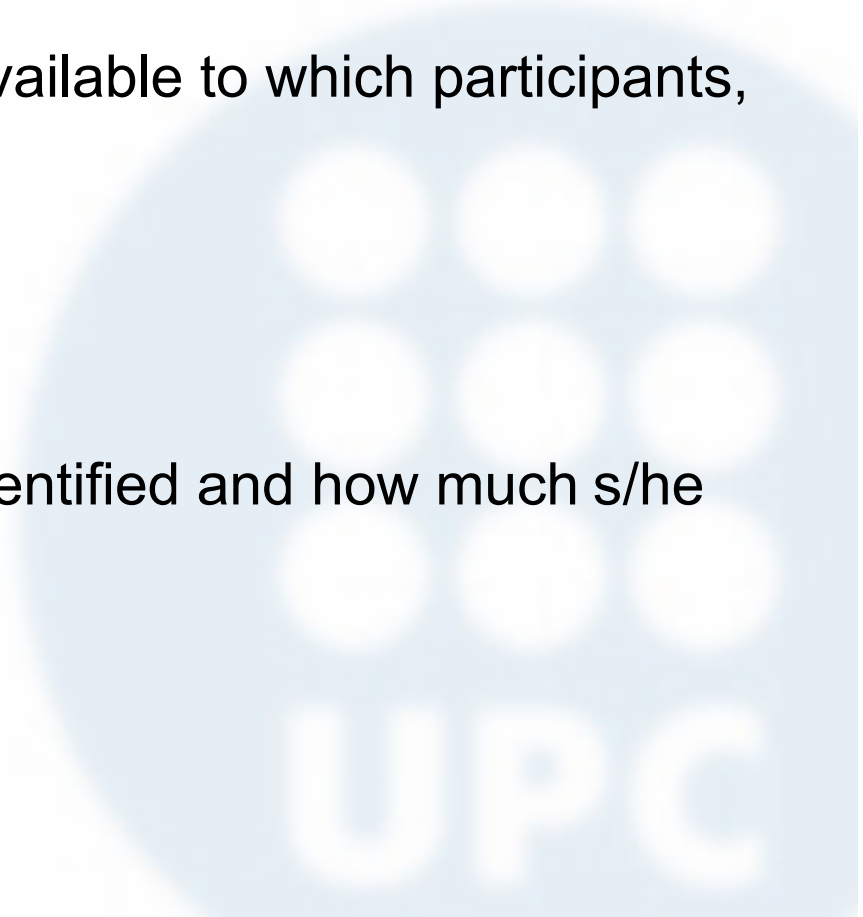 vailable to which participants,
entified and how much s/he
UPC